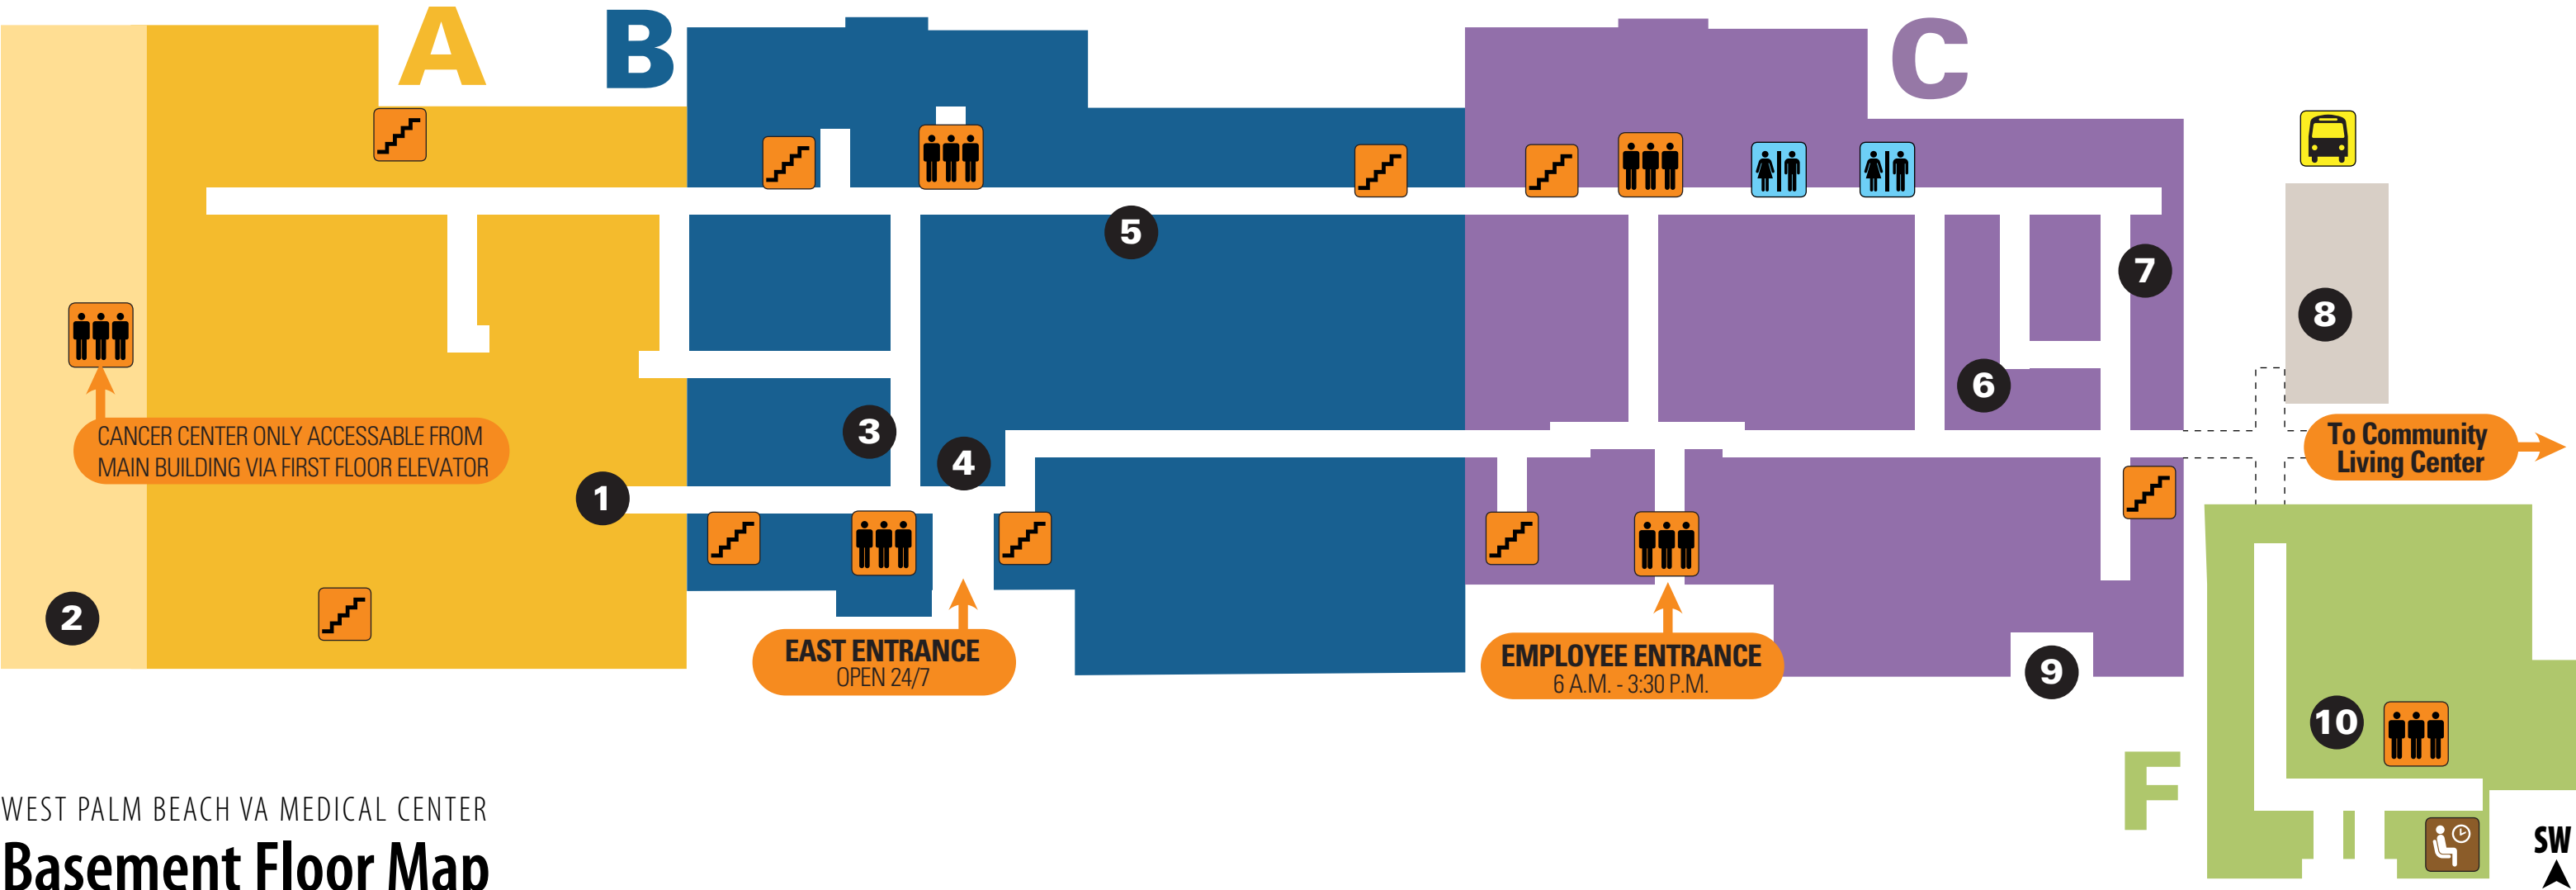 A
B
C
5
7
8
6
CANCER CENTER ONLY ACCESSABLE FROM
MAIN BUILDING VIA FIRST FLOOR ELEVATOR
3
4
To Community
Living Center
1
2
EAST ENTRANCE
OPEN 24/7
EMPLOYEE ENTRANCE
6 A.M. - 3:30 P.M.
9
10
F
WEST PALM BEACH VA MEDICAL CENTER
Basement Floor Map
SW